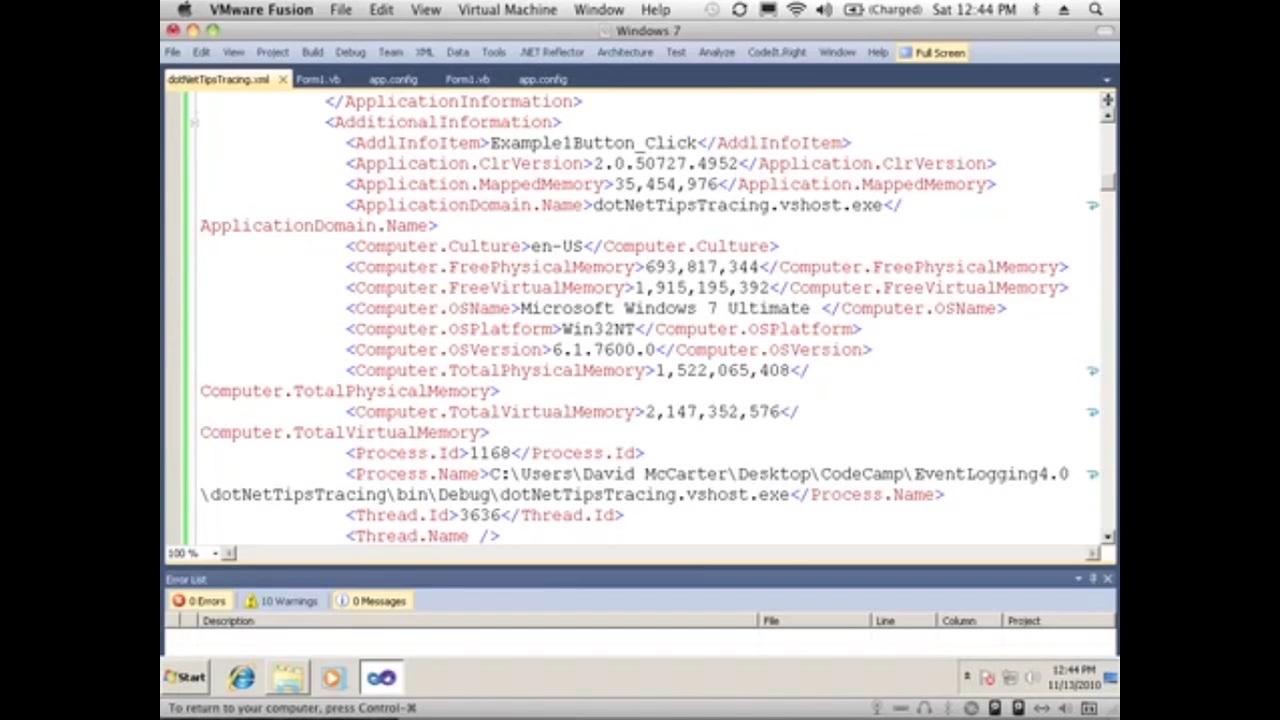 VMware Fusion File Edit View Virtual Machine Window Help (Charged) Sat 12:44 PM
Windows 7
File Edit View Project Build Debug Team XML Data Tools .NET Reflector Architecture Test Analyze CodeIt.Right Window Help Full Screen
dotNetTipsTracing.xml Form1.vb app.config Form1.vb app.config
</ApplicationInformation>
<AdditionalInformation>
<AddlInfoItem>Example1Button_Click</AddlInfoItem>
<Application.ClrVersion>2.0.50727.4952</Application.ClrVersion>
<Application.MappedMemory>35,454,976</Application.MappedMemory>
<ApplicationDomain.Name>dotNetTipsTracing.vshost.exe</
ApplicationDomain.Name>
<Computer.Culture>en-US</Computer.Culture>
<Computer.FreePhysicalMemory>693,817,344</Computer.FreePhysicalMemory>
<Computer.FreeVirtualMemory>1,915,195,392</Computer.FreeVirtualMemory>
<Computer.OSName>Microsoft Windows 7 Ultimate </Computer.OSName>
<Computer.OSPlatform>Win32NT</Computer.OSPlatform>
<Computer.OSVersion>6.1.7600.0</Computer.OSVersion>
<Computer.TotalPhysicalMemory>1,522,065,408</
Computer.TotalPhysicalMemory>
<Computer.TotalVirtualMemory>2,147,352,576</
Computer.TotalVirtualMemory>
<Process.Id>1168</Process.Id>
<Process.Name>C:\Users\David McCarter\Desktop\CodeCamp\EventLogging4.0
\dotNetTipsTracing\bin\Debug\dotNetTipsTracing.vshost.exe</Process.Name>
<Thread.Id>3636</Thread.Id>
<Thread.Name />
100 %
Error List
0 Errors 10 Warnings 0 Messages
Description File Line Column Project
Start 12:44 PM
11/13/2010
To return to your computer, press Control-⌘